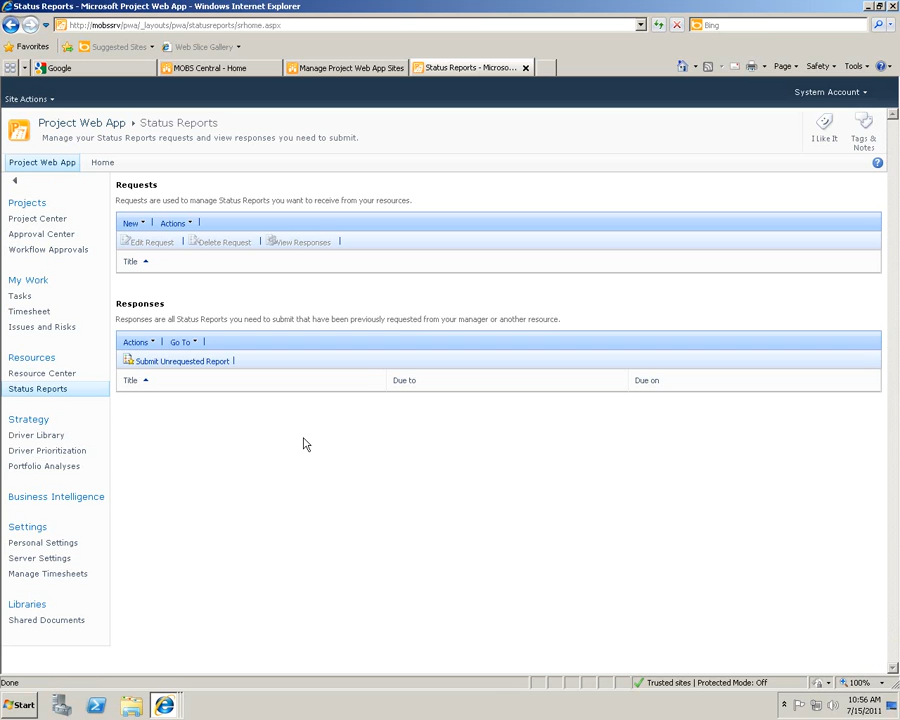 Status Reports - Microsoft Project Web App - Windows Internet Explorer
http://mobssrv/pwa/_layouts/pwa/statusreports/srhome.aspx
Bing
Favorites
Suggested Sites
Web Slice Gallery
Google
MOBS Central - Home
Manage Project Web App Sites
Status Reports - Microso...
Page
Safety
Tools
Site Actions
System Account
Project Web App
Status Reports
Manage your Status Reports requests and view responses you need to submit.
I Like It
Tags & Notes
Project Web App
Home
Projects
Project Center
Approval Center
Workflow Approvals
My Work
Tasks
Timesheet
Issues and Risks
Resources
Resource Center
Status Reports
Strategy
Driver Library
Driver Prioritization
Portfolio Analyses
Business Intelligence
Settings
Personal Settings
Server Settings
Manage Timesheets
Libraries
Shared Documents
Requests
Requests are used to manage Status Reports you want to receive from your resources.
New
Actions
Edit Request
Delete Request
View Responses
Title
Responses
Responses are all Status Reports you need to submit that have been previously requested from your manager or another resource.
Actions
Go To
Submit Unrequested Report
Title
Due to
Due on
Done
Trusted sites | Protected Mode: Off
100%
Start
10:56 AM
7/15/2011